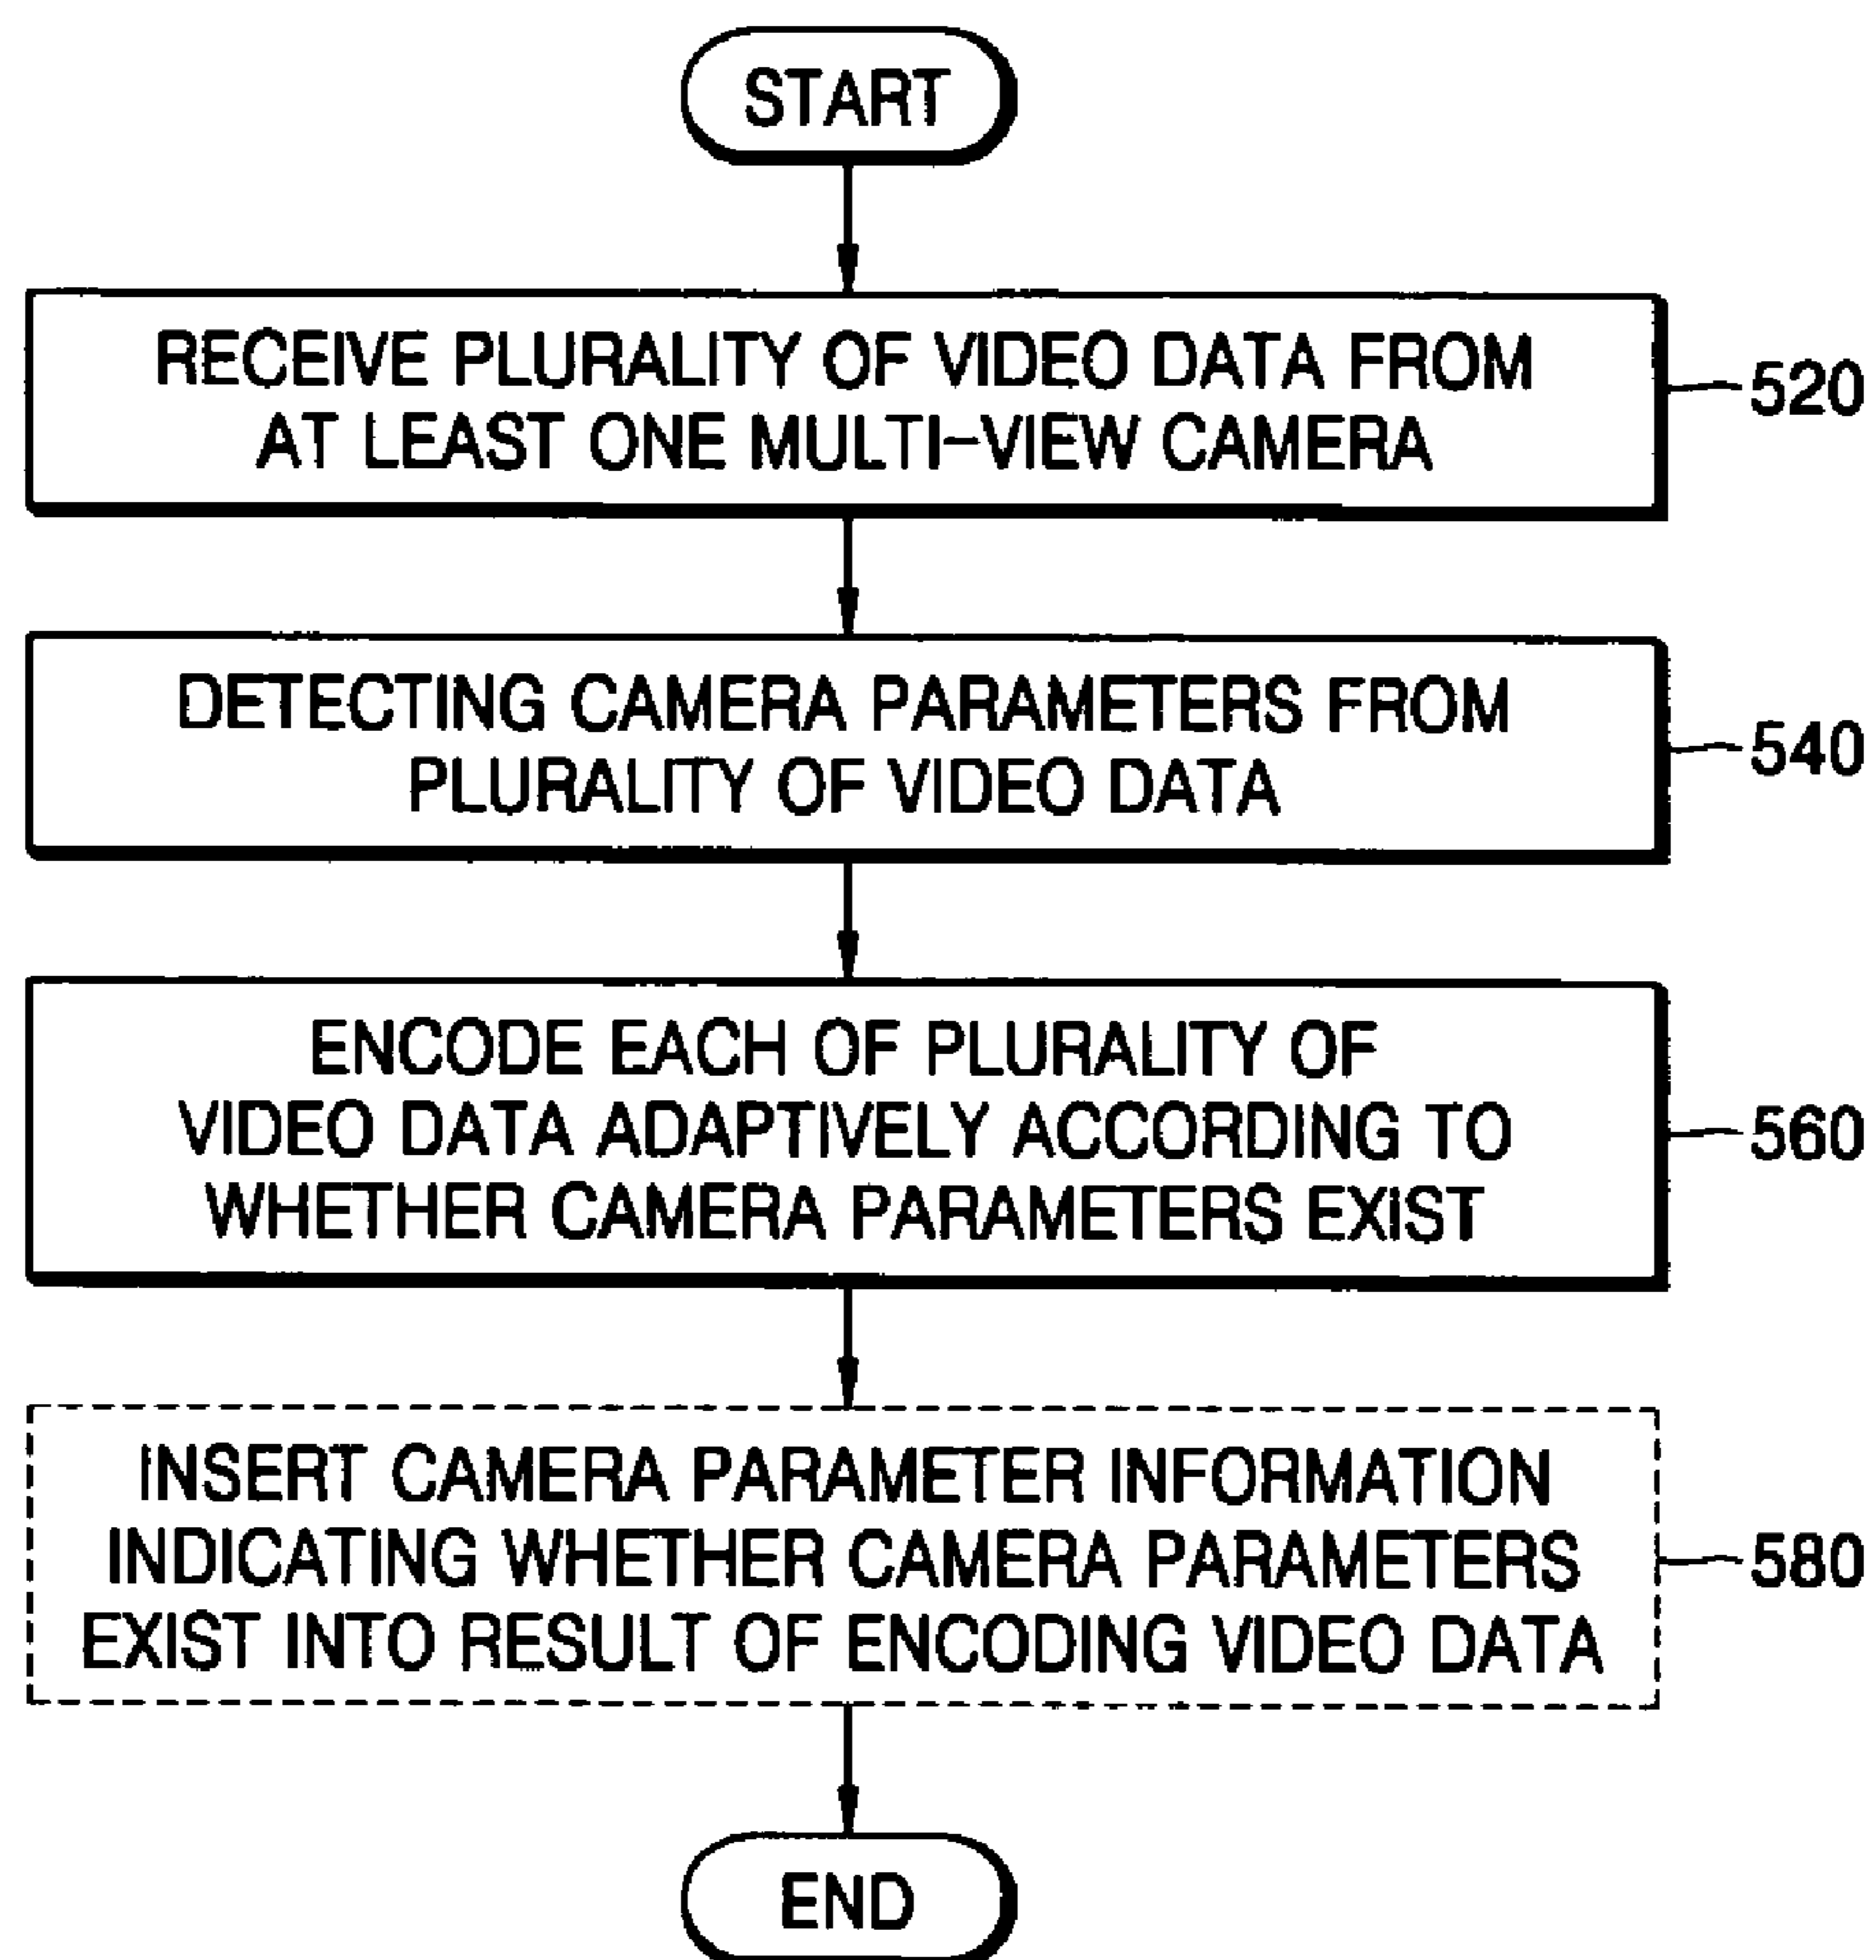 START
RECEIVE PLURALITY OF VIDEO DATA FROM
AT LEAST ONE MULTI-VIEW CAMERA
520
DETECTING CAMERA PARAMETERS FROM
PLURALITY OF VIDEO DATA
540
ENCODE EACH OF PLURALITY OF
VIDEO DATA ADAPTIVELY ACCORDING TO
WHETHER CAMERA PARAMETERS EXIST
560
INSERT CAMERA PARAMETER INFORMATION
INDICATING WHETHER CAMERA PARAMETERS
EXIST INTO RESULT OF ENCODING VIDEO DATA
580
END